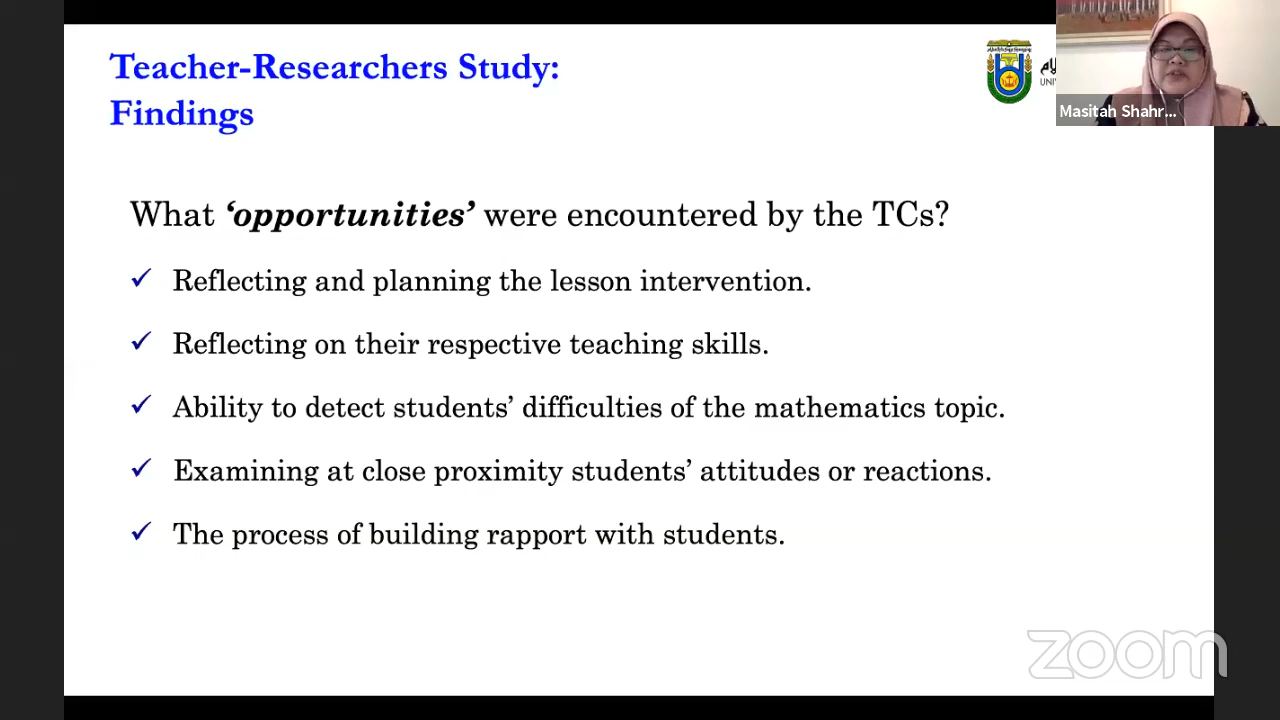 Teacher-Researchers Study:
Findings
UNI
Masitah Shahr...
What ‘opportunities’ were encountered by the TCs?
✓ Reflecting and planning the lesson intervention.
✓ Reflecting on their respective teaching skills.
✓ Ability to detect students’ difficulties of the mathematics topic.
✓ Examining at close proximity students’ attitudes or reactions.
✓ The process of building rapport with students.
zoom